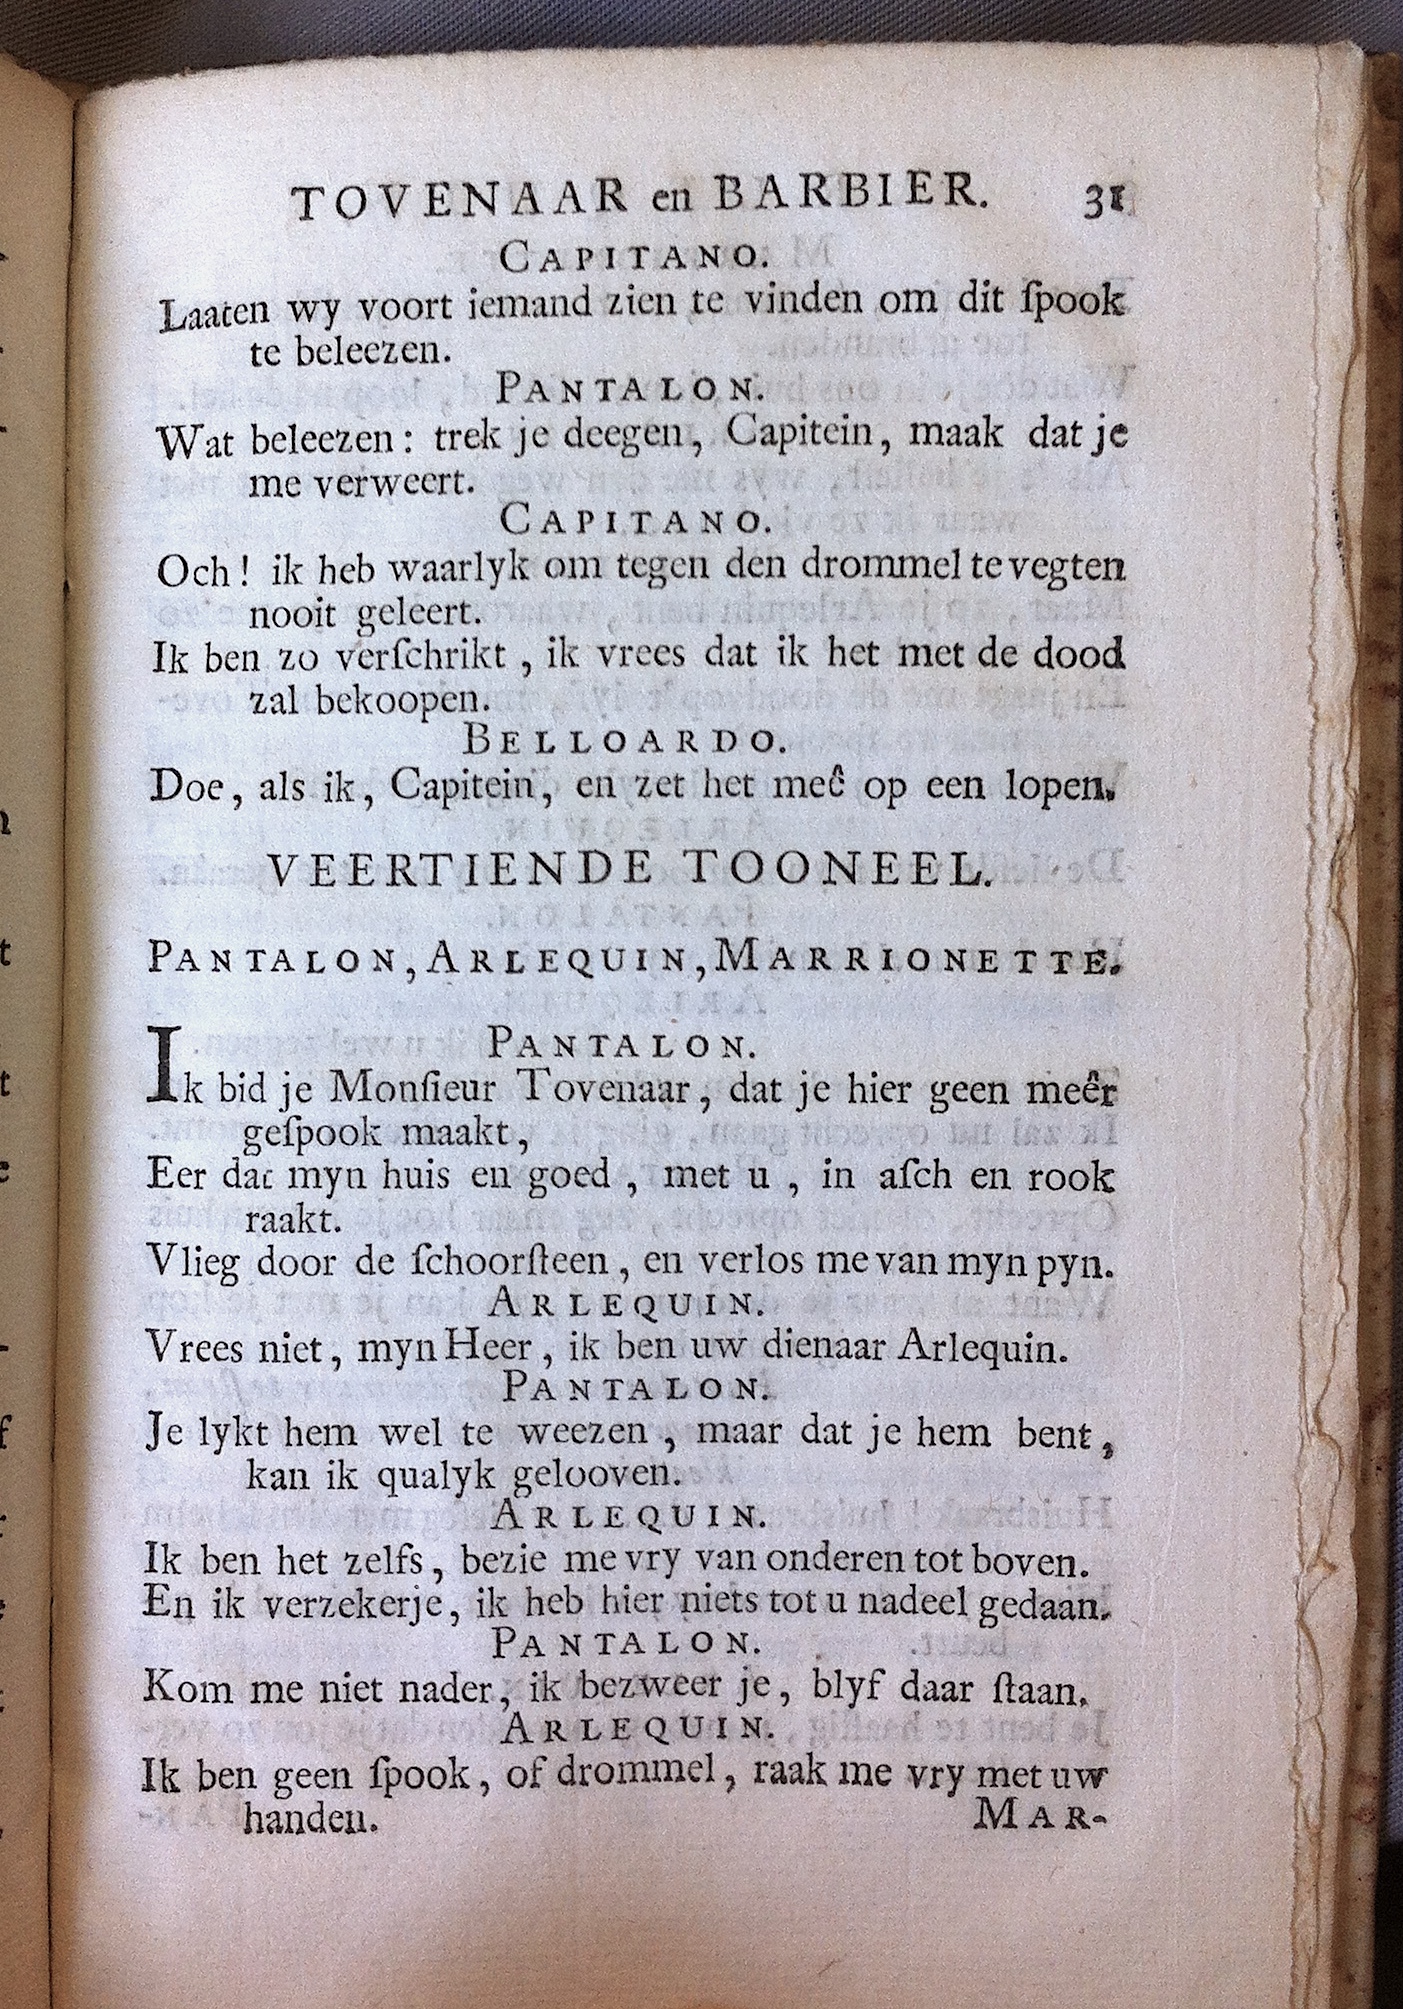 TOVENAAR en BARBIER. 31
CAPITANO.
Laaten wy voort iemand zien te vinden om dit ſpook
te beleezen.
PANTALON.
Wat beleezen: trek je deegen, Capitein, maak dat je
me verweert.
CAPITANO.
Och! ik heb waarlyk om tegen den drommel te vegten
nooit geleert.
Ik ben zo verſchrikt, ik vrees dat ik het met de dood
zal bekoopen.
BELLOARDO.
Doe, als ik, Capitein, en zet het meê op een lopen.
VEERTIENDE TOONEEL.
PANTALON, ARLEQUIN, MARRIONETTE.
PANTALON.
Ik bid je Monſieur Tovenaar, dat je hier geen meêr
geſpook maakt,
Eer dat myn huis en goed, met u, in aſch en rook
raakt.
Vlieg door de ſchoorſteen, en verlos me van myn pyn.
ARLEQUIN.
Vrees niet, myn Heer, ik ben uw dienaar Arlequin.
PANTALON.
Je lykt hem wel te weezen, maar dat je hem bent,
kan ik qualyk gelooven.
ARLEQUIN.
Ik ben het zelfs, bezie me vry van onderen tot boven.
En ik verzekerje, ik heb hier niets tot u nadeel gedaan.
PANTALON.
Kom me niet nader, ik bezweer je, blyf daar ſtaan.
ARLEQUIN.
Ik ben geen ſpook, of drommel, raak me vry met uw
handen. MAR-